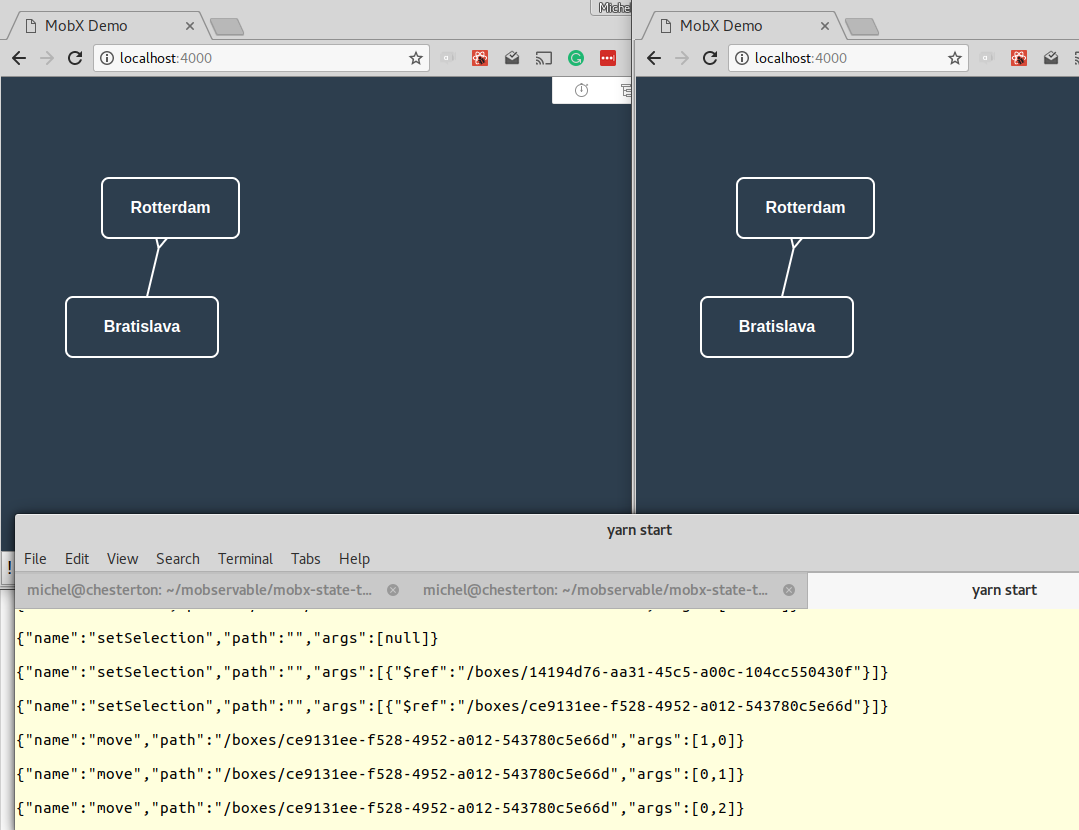 MobX Demo
Michel
MobX Demo
localhost:4000
localhost:4000
Rotterdam
Rotterdam
Bratislava
Bratislava
yarn start
File Edit View Search Terminal Tabs Help
michel@chesterton: ~/mobservable/mobx-state-t...
michel@chesterton: ~/mobservable/mobx-state-t...
yarn start
{"name":"setSelection","path":"","args":[null]}
{"name":"setSelection","path":"","args":[{"$ref":"/boxes/14194d76-aa31-45c5-a00c-104cc550430f"}]}
{"name":"setSelection","path":"","args":[{"$ref":"/boxes/ce9131ee-f528-4952-a012-543780c5e66d"}]}
{"name":"move","path":"/boxes/ce9131ee-f528-4952-a012-543780c5e66d","args":[1,0]}
{"name":"move","path":"/boxes/ce9131ee-f528-4952-a012-543780c5e66d","args":[0,1]}
{"name":"move","path":"/boxes/ce9131ee-f528-4952-a012-543780c5e66d","args":[0,2]}